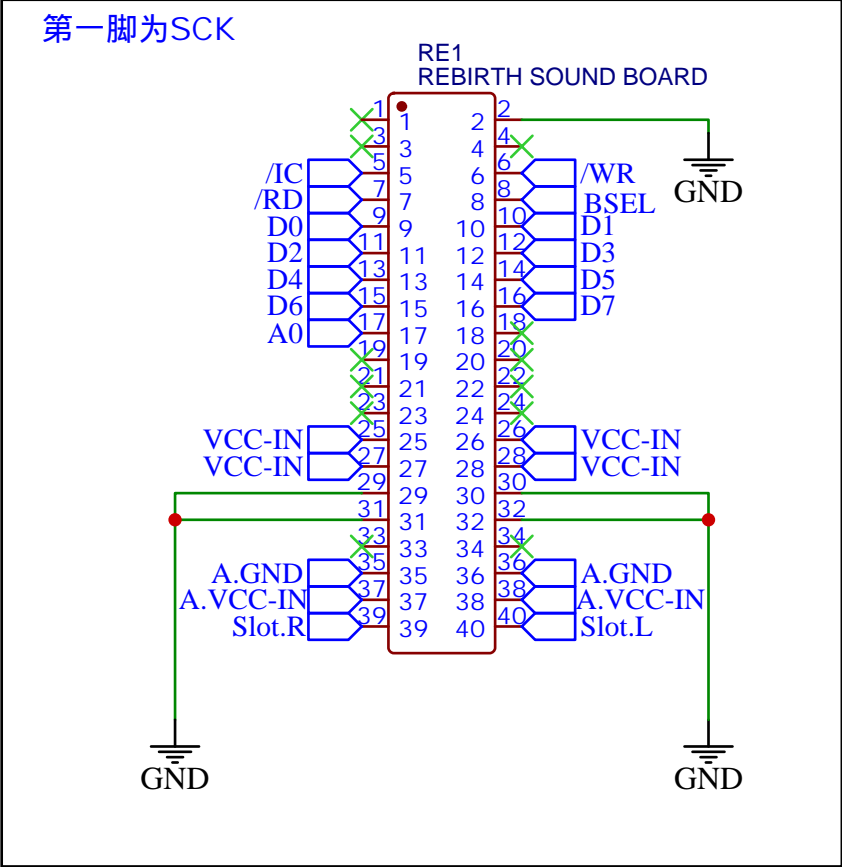 第一脚为SCK
RE1
REBIRTH SOUND BOARD
1 1 2 2
3 3 4 4
/IC 5 5 6 6 /WR
/RD 7 7 8 8 BSEL
D0 9 9 10 10 D1
D2 11 11 12 12 D3
D4 13 13 14 14 D5
D6 15 15 16 16 D7
A0 17 17 18 18
19 19 20 20
21 21 22 22
23 23 24 24
VCC-IN 25 25 26 26 VCC-IN
VCC-IN 27 27 28 28 VCC-IN
29 29 30 30
31 31 32 32
33 33 34 34
A.GND 35 35 36 36 A.GND
A.VCC-IN 37 37 38 38 A.VCC-IN
Slot.R 39 39 40 40 Slot.L
GND
GND
GND